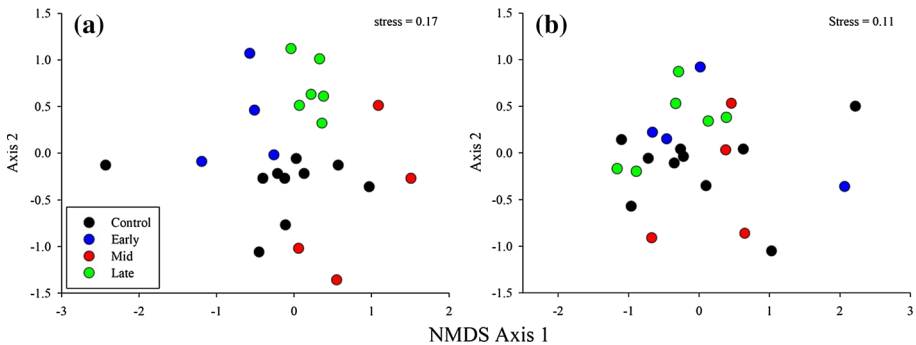 (a)
stress = 0.17
1.5
1.0
0.5
0.0
-0.5
-1.0
-1.5
Axis 2
Control
Early
Mid
Late
-3 -2 -1 0 1 2
(b)
Stress = 0.11
1.5
1.0
0.5
0.0
-0.5
-1.0
-1.5
Axis 2
-2 -1 0 1 2 3
NMDS Axis 1